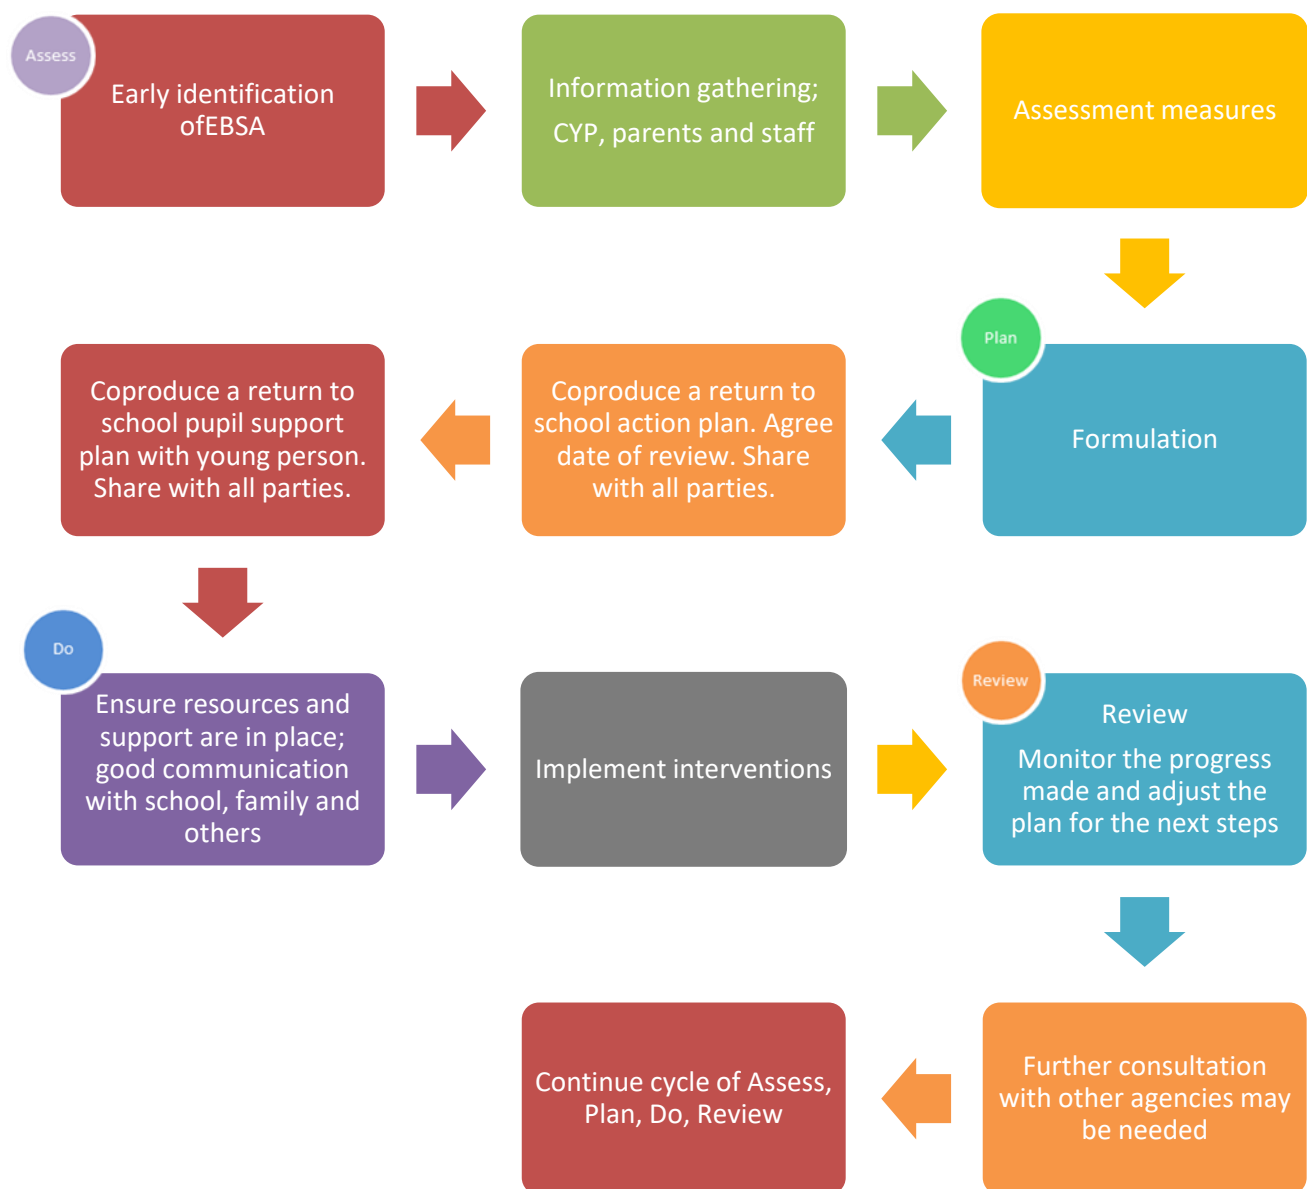 Assess
Early identification
ofEBSA
Information gathering;
CYP, parents and staff
Assessment measures
Plan
Formulation
Coproduce a return to
school action plan. Agree
date of review. Share
with all parties.
Coproduce a return to
school pupil support
plan with young person.
Share with all parties.
Do
Ensure resources and
support are in place;
good communication
with school, family and
others
Implement interventions
Review
Review
Monitor the progress
made and adjust the
plan for the next steps
Further consultation
with other agencies may
be needed
Continue cycle of Assess,
Plan, Do, Review